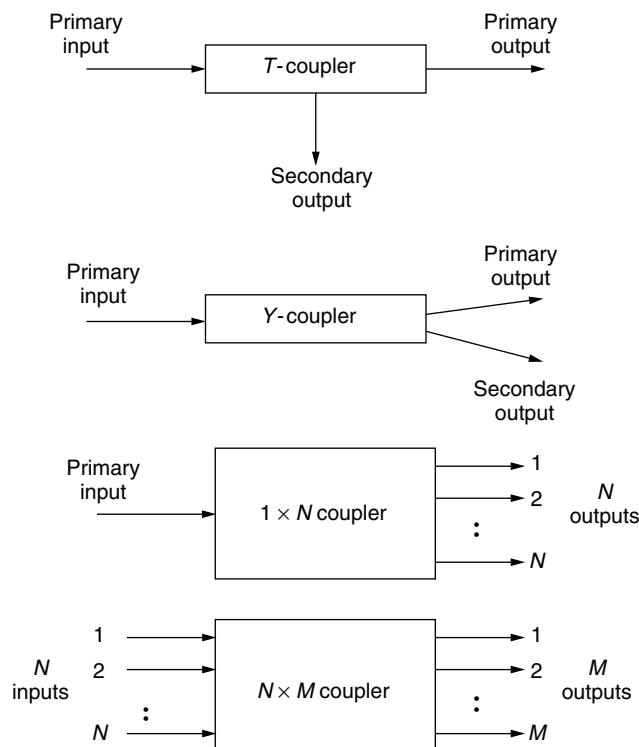 Primary
input
T-coupler
Primary
output
Secondary
output
Primary
input
Y-coupler
Primary
output
Secondary
output
Primary
input
1 × N coupler
1
2
:
N
N
outputs
N
inputs
1
2
:
N
N × M coupler
1
2
:
M
M
outputs